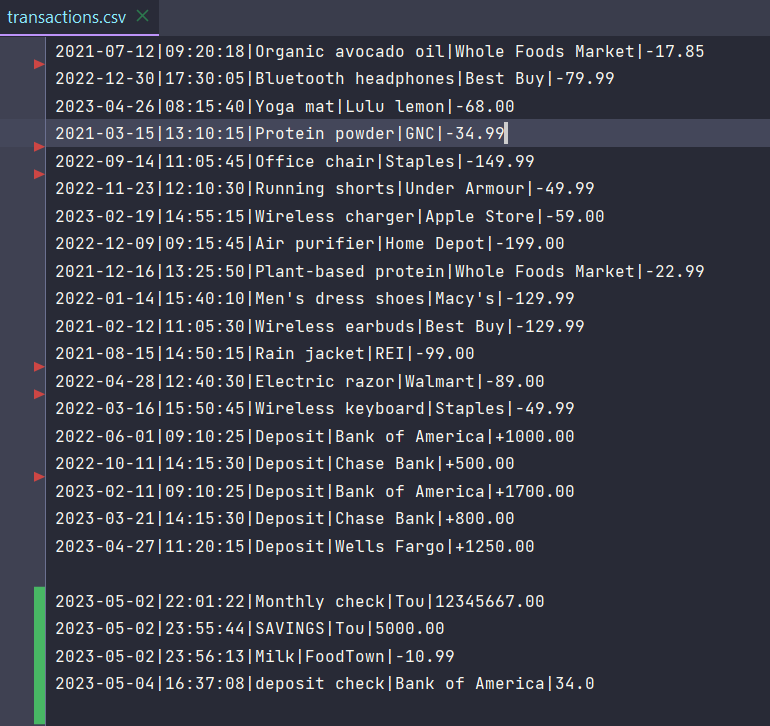 transactions.csv
2021-07-12|09:20:18|Organic avocado oil|Whole Foods Market|-17.85
2022-12-30|17:30:05|Bluetooth headphones|Best Buy|-79.99
2023-04-26|08:15:40|Yoga mat|Lulu lemon|-68.00
2021-03-15|13:10:15|Protein powder|GNC|-34.99
2022-09-14|11:05:45|Office chair|Staples|-149.99
2022-11-23|12:10:30|Running shorts|Under Armour|-49.99
2023-02-19|14:55:15|Wireless charger|Apple Store|-59.00
2022-12-09|09:15:45|Air purifier|Home Depot|-199.00
2021-12-16|13:25:50|Plant-based protein|Whole Foods Market|-22.99
2022-01-14|15:40:10|Men's dress shoes|Macy's|-129.99
2021-02-12|11:05:30|Wireless earbuds|Best Buy|-129.99
2021-08-15|14:50:15|Rain jacket|REI|-99.00
2022-04-28|12:40:30|Electric razor|Walmart|-89.00
2022-03-16|15:50:45|Wireless keyboard|Staples|-49.99
2022-06-01|09:10:25|Deposit|Bank of America|+1000.00
2022-10-11|14:15:30|Deposit|Chase Bank|+500.00
2023-02-11|09:10:25|Deposit|Bank of America|+1700.00
2023-03-21|14:15:30|Deposit|Chase Bank|+800.00
2023-04-27|11:20:15|Deposit|Wells Fargo|+1250.00
2023-05-02|22:01:22|Monthly check|Tou|12345667.00
2023-05-02|23:55:44|SAVINGS|Tou|5000.00
2023-05-02|23:56:13|Milk|FoodTown|-10.99
2023-05-04|16:37:08|deposit check|Bank of America|34.0